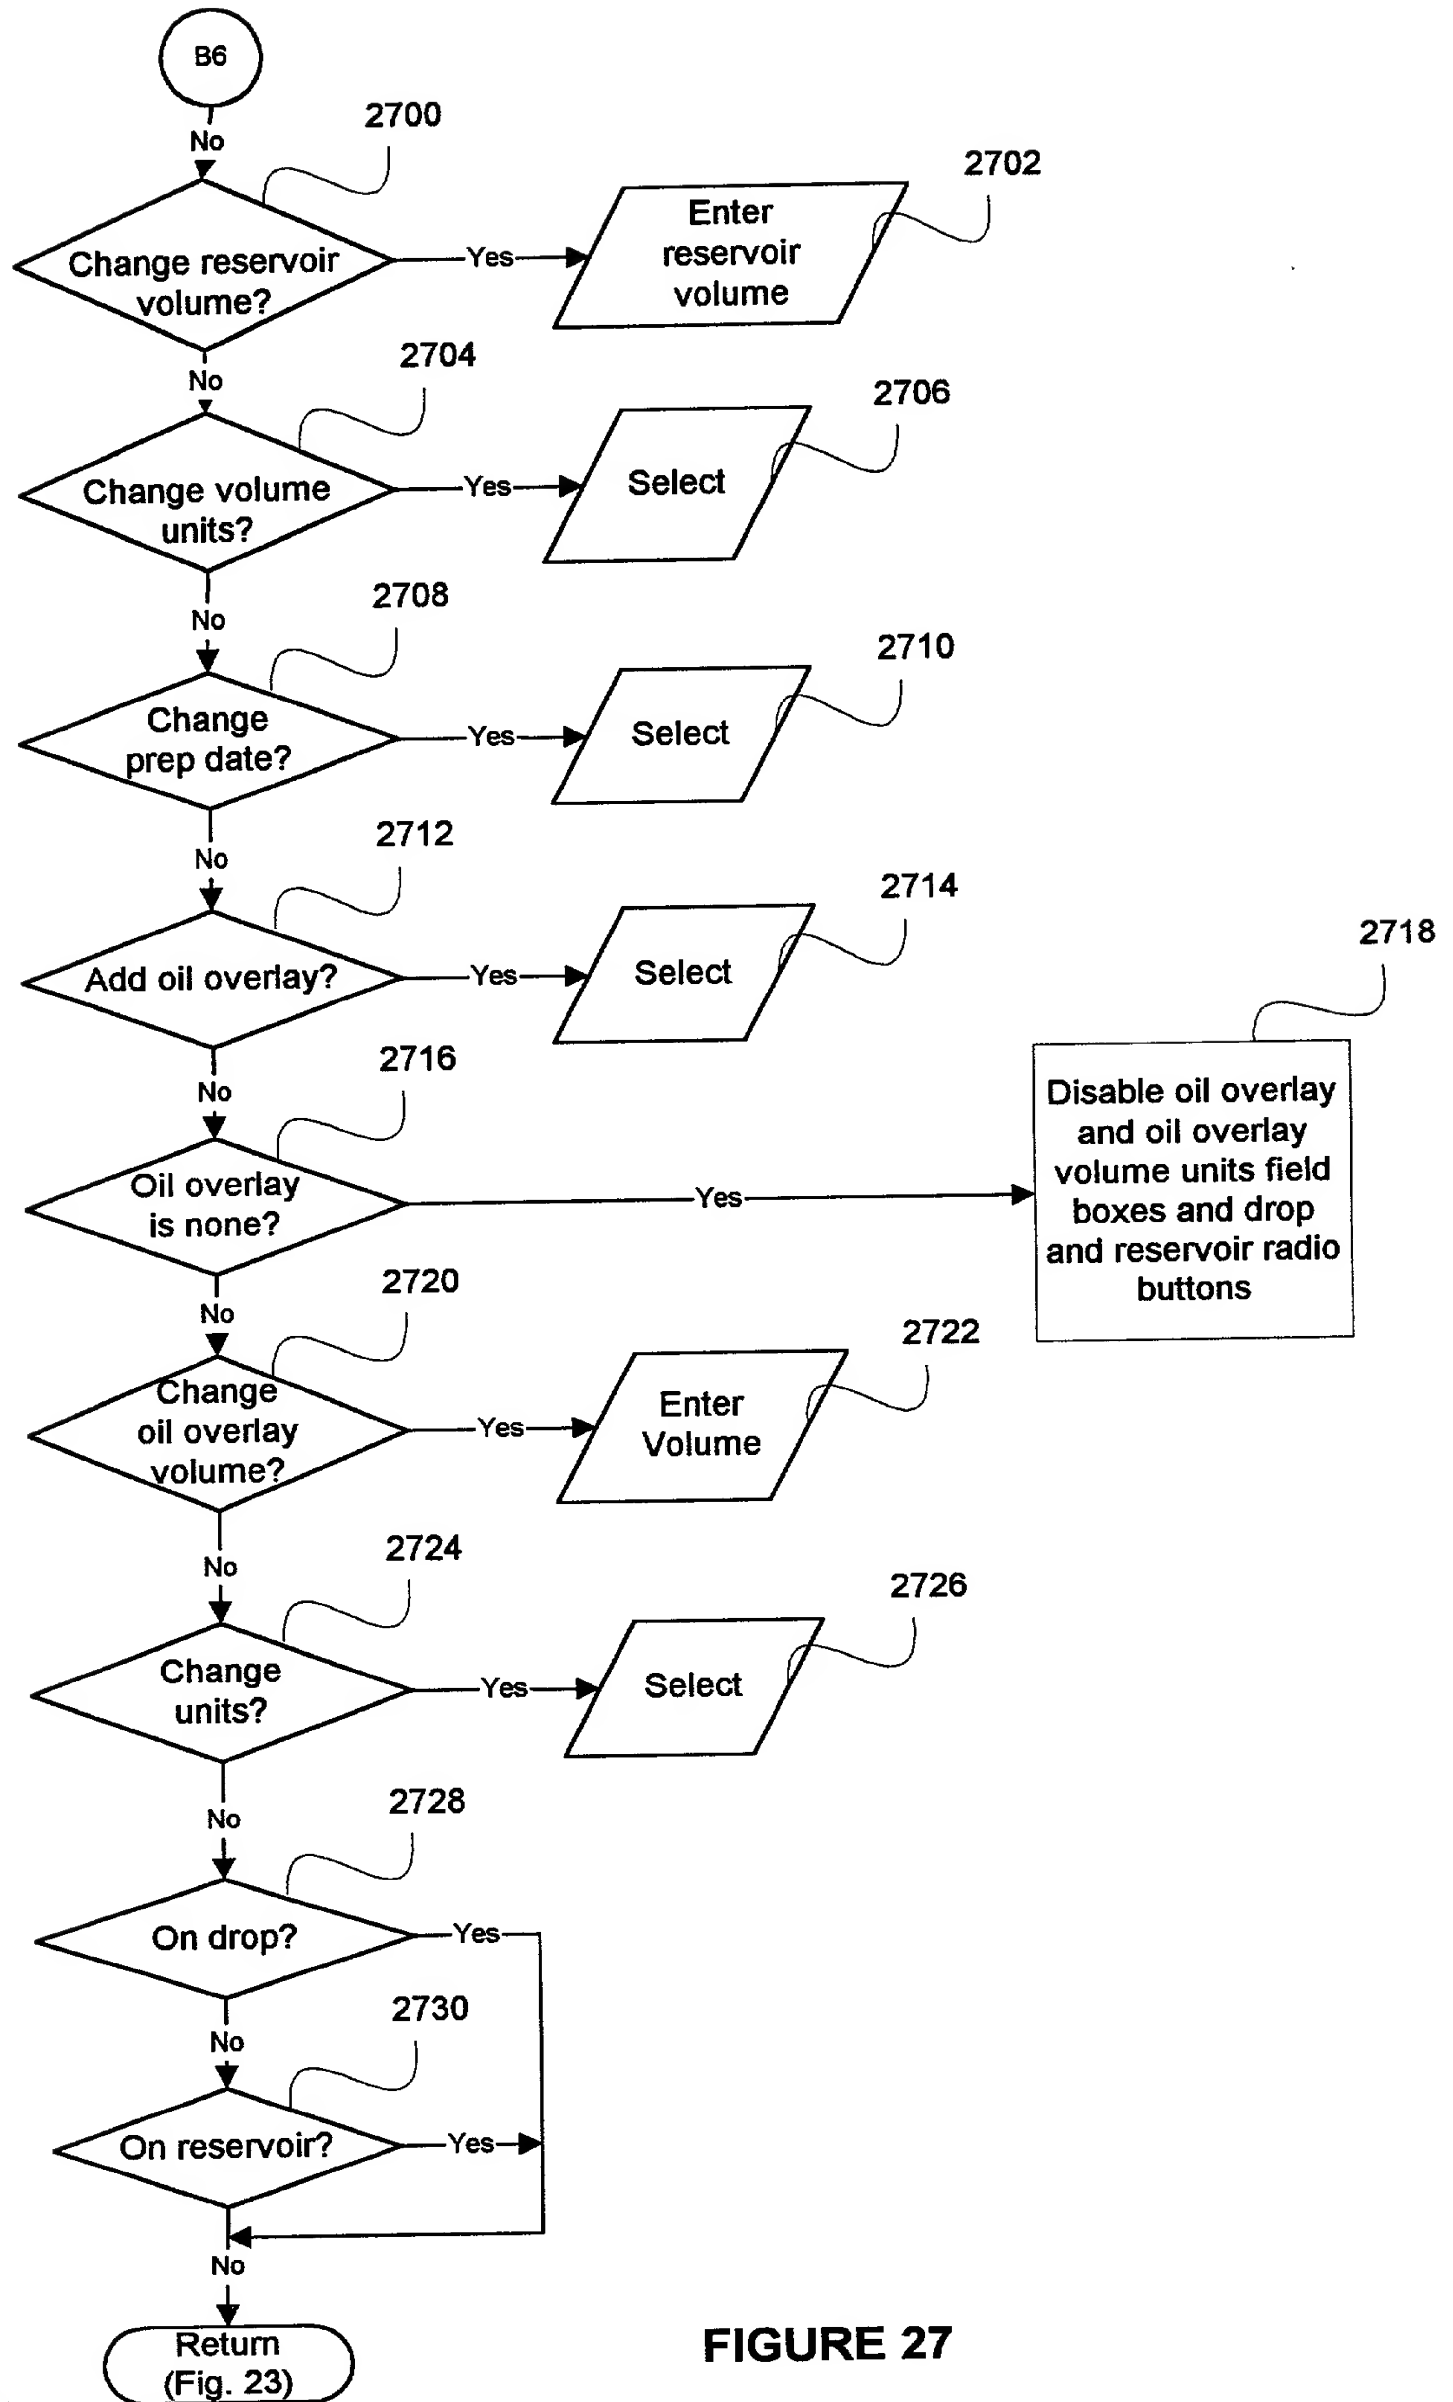 B6
No
2700
2702
Change reservoir
volume?
Yes
Enter
reservoir
volume
No
2704
2706
Change volume
units?
Yes
Select
No
2708
2710
Change
prep date?
Yes
Select
No
2712
2714
Add oil overlay?
Yes
Select
No
2716
2718
Oil overlay
is none?
Yes
Disable oil overlay
and oil overlay
volume units field
boxes and drop
and reservoir radio
buttons
No
2720
2722
Change
oil overlay
volume?
Yes
Enter
Volume
No
2724
2726
Change
units?
Yes
Select
No
2728
On drop?
Yes
No
2730
On reservoir?
Yes
No
Return
(Fig. 23)
FIGURE 27